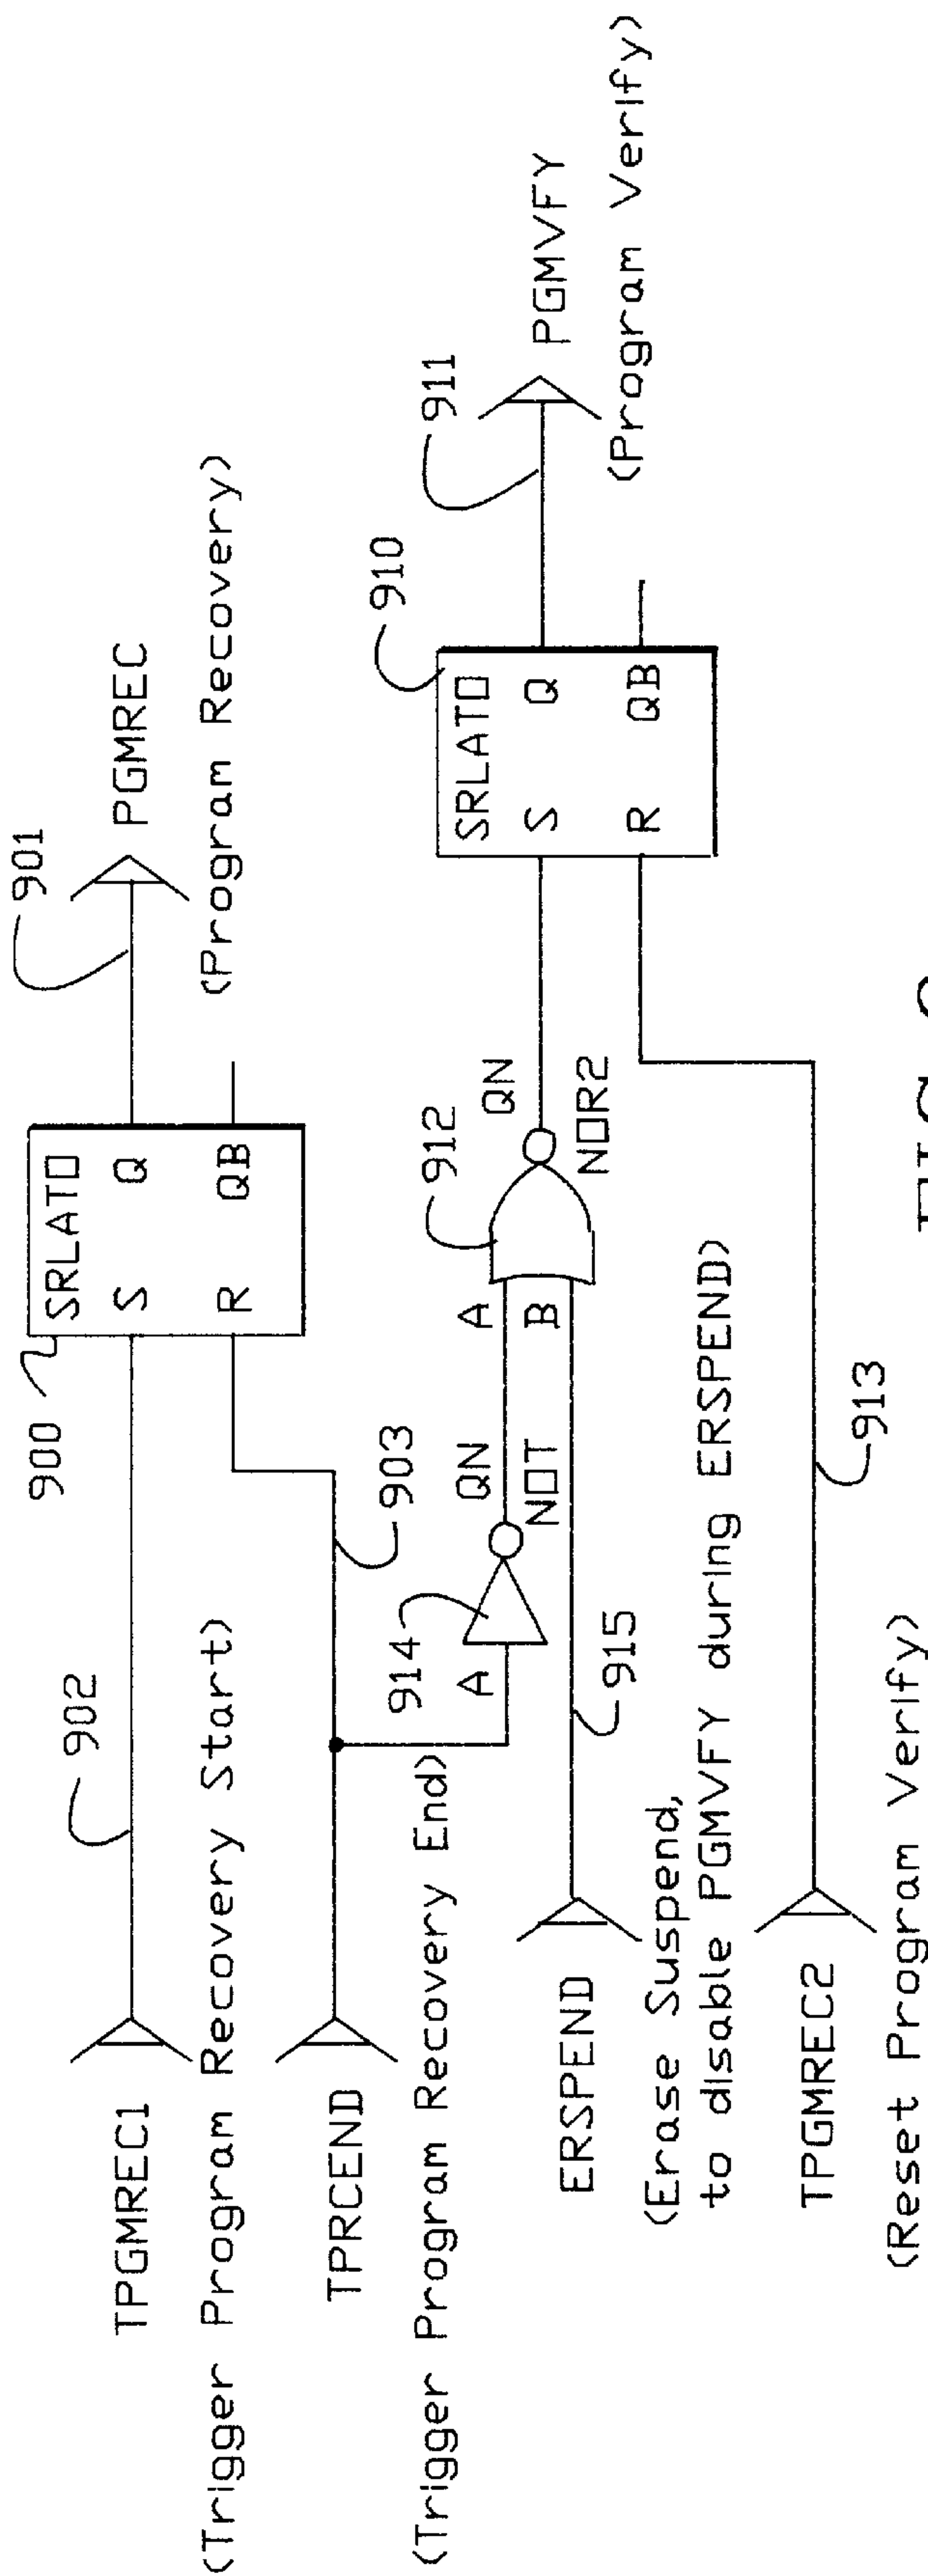 TPGMREC1
(Trigger Program Recovery Start)
902
900
SRLATO
S Q
R QB
901
PGMREC
(Program Recovery)
TPRCEND
(Trigger Program Recovery End)
903
914
A
QN
NOT
912
A
B
QN
NOR2
ERSPEND
(Erase Suspend,
to disable PGMVFY during ERSPEND)
915
910
SRLATO
S Q
R QB
911
PGMVFY
(Program Verify)
TPGMREC2
(Reset Program Verify)
913